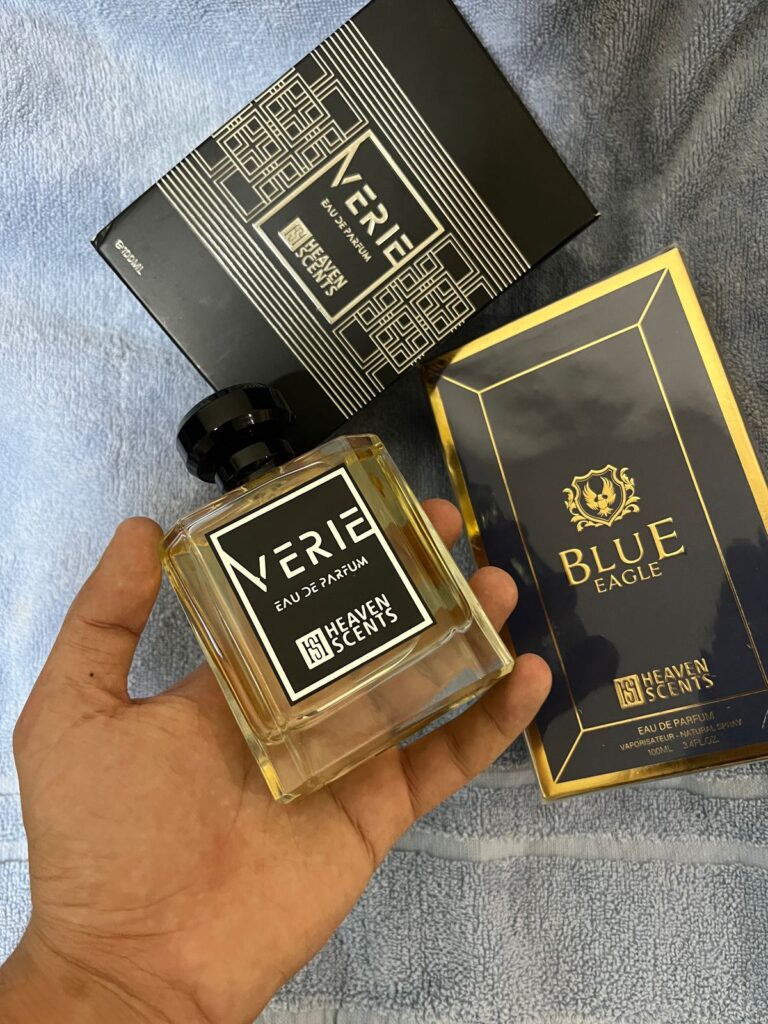 VERIE
EAU DE PARFUM
HS HEAVEN
SCENTS
100ML
VERIE
EAU DE PARFUM
HS HEAVEN
SCENTS
BLUE
EAGLE
HS HEAVEN
SCENTS
EAU DE PARFUM
VAPORISATEUR - NATURAL SPRAY
100ML 3.4FL.OZ